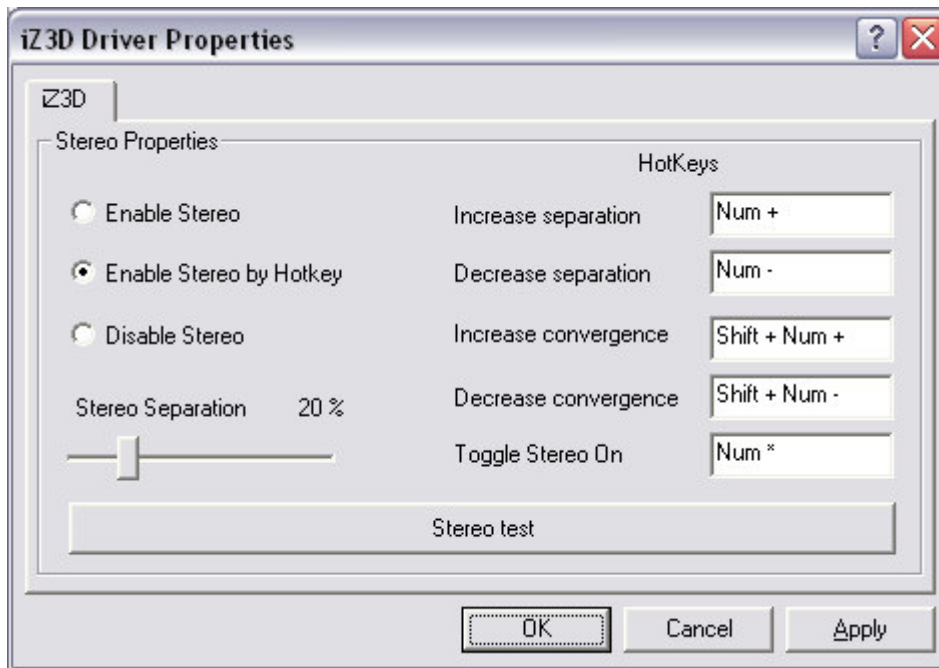 iZ3D Driver Properties
iZ3D
Stereo Properties
HotKeys
Enable Stereo
Increase separation
Num +
Enable Stereo by Hotkey
Decrease separation
Num -
Disable Stereo
Increase convergence
Shift + Num +
Stereo Separation 20 %
Decrease convergence
Shift + Num -
Toggle Stereo On
Num *
Stereo test
OK
Cancel
Apply